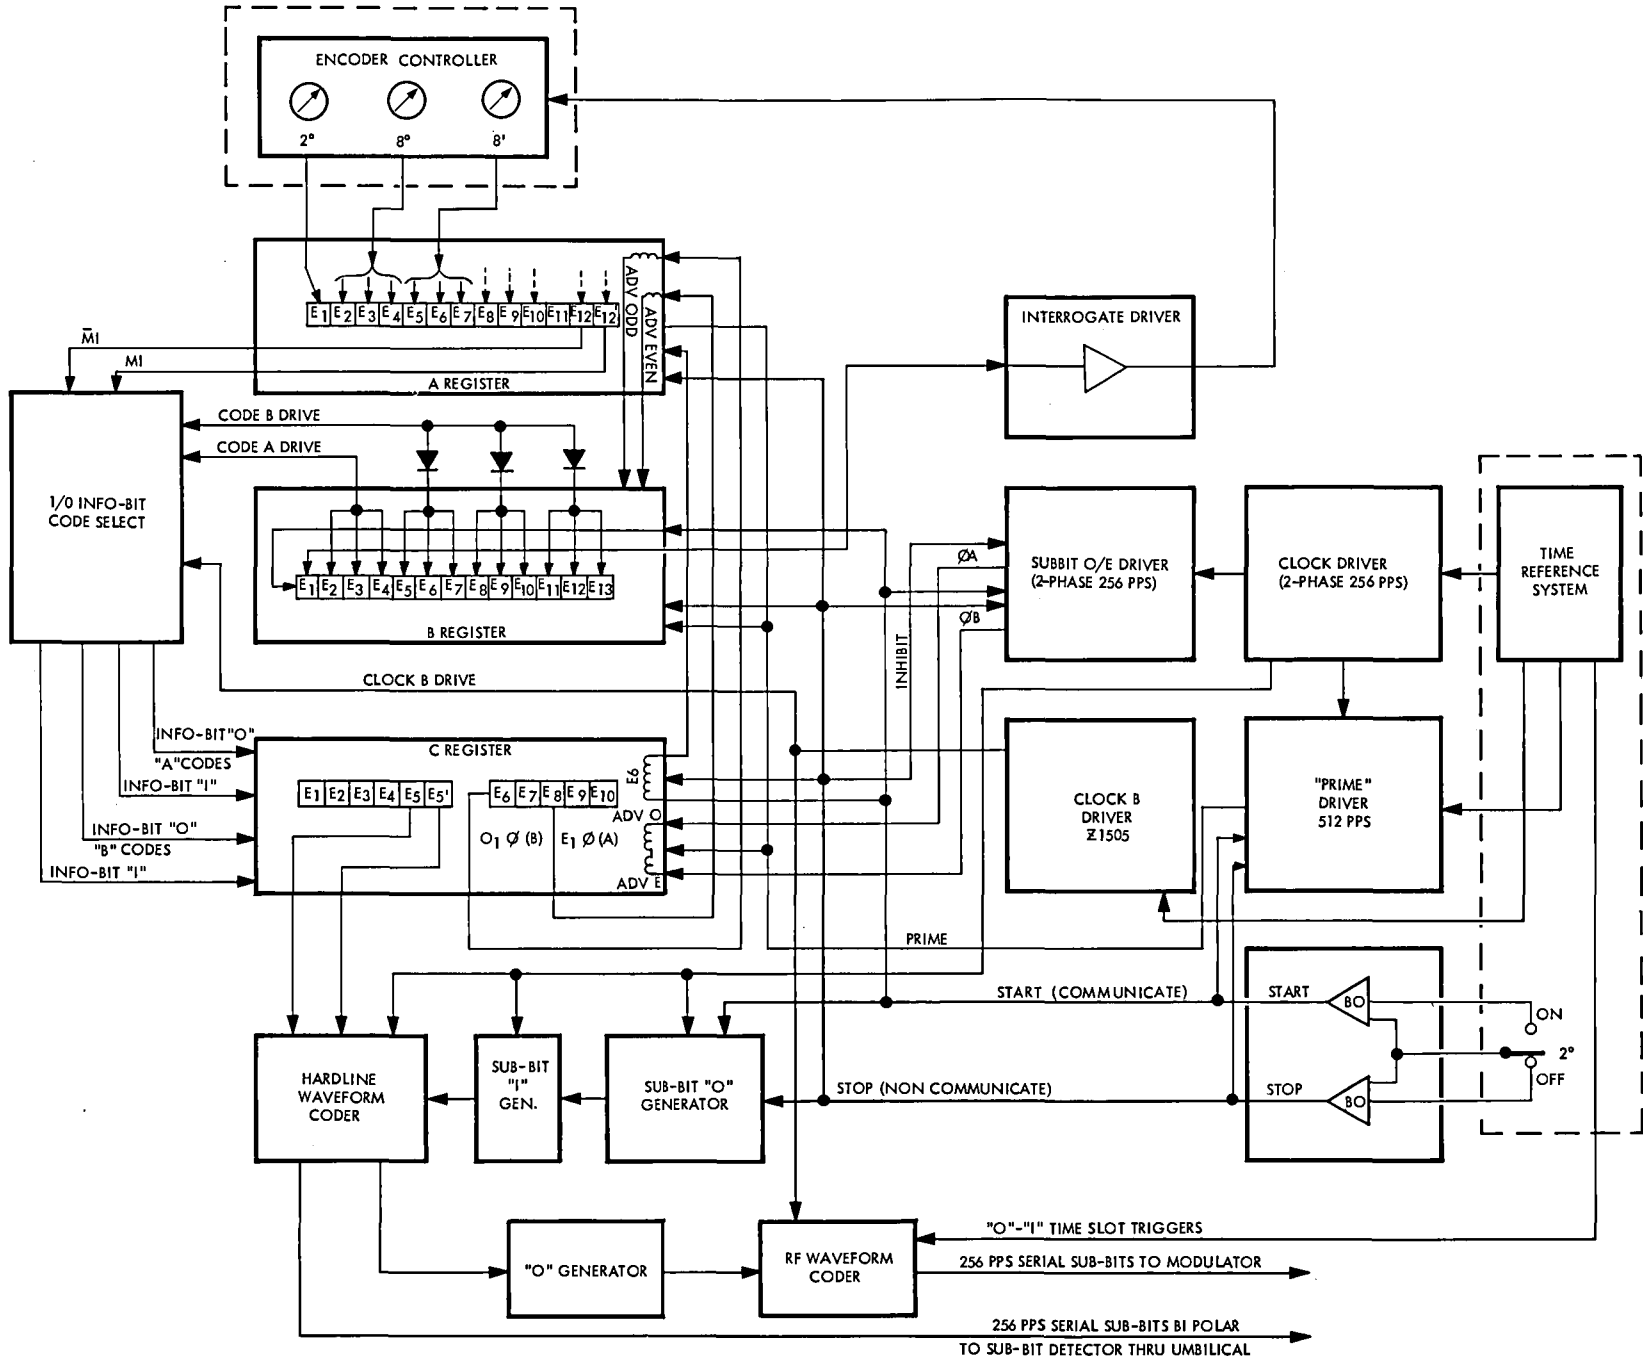 ENCODER CONTROLLER
2° 8° 8'
ADV ODD
ADV EVEN
E1 E2 E3 E4 E5 E6 E7 E8 E9 E10 E11 E12 E12'
A REGISTER
M̅I
MI
INTERROGATE DRIVER
CODE B DRIVE
CODE A DRIVE
1/0 INFO-BIT
CODE SELECT
E1 E2 E3 E4 E5 E6 E7 E8 E9 E10 E11 E12 E13
B REGISTER
ØA
ØB
INHIBIT
SUBBIT O/E DRIVER
(2-PHASE 256 PPS)
CLOCK DRIVER
(2-PHASE 256 PPS)
TIME
REFERENCE
SYSTEM
CLOCK B DRIVE
INFO-BIT "O"
"A" CODES
INFO-BIT "I"
INFO-BIT "O"
"B" CODES
INFO-BIT "I"
C REGISTER
E1 E2 E3 E4 E5 E5'
E6 E7 E8 E9 E10
E6
ADV O
O1 Ø (B) E1 Ø (A)
ADV E
CLOCK B
DRIVER
Z1505
"PRIME"
DRIVER
512 PPS
PRIME
START (COMMUNICATE)
START
BO
ON
2°
OFF
STOP (NON COMMUNICATE)
STOP
BO
HARDLINE
WAVEFORM
CODER
SUB-BIT
"I"
GEN.
SUB-BIT "O"
GENERATOR
"O" GENERATOR
RF WAVEFORM
CODER
"O"-"I" TIME SLOT TRIGGERS
256 PPS SERIAL SUB-BITS TO MODULATOR
256 PPS SERIAL SUB-BITS BI POLAR
TO SUB-BIT DETECTOR THRU UMBILICAL